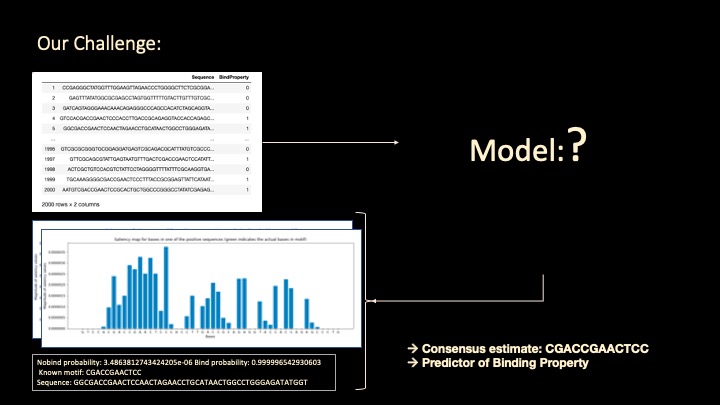 Our Challenge:
Sequence BindProperty
1 CCGAGGGCTATGGTTTGGAAGTTAGAACCCTGGGGCTTCTCGCGGA... 0
2 GAGTTTATATGGCGCGAGCCTAGTGGTTTTTGTACTTGTTTGTCGC... 0
3 GATCAGTAGGGAAACAAACAGAGGGCCCAGCCACATCTAGCAGGTA... 0
4 GTCCACGACCGAACTCCCACCTTGACCGCAGAGGTACCACCAGAGC... 1
5 GGCGACCGAACTCCAACTAGAACCTGCATAACTGGCCTGGGAGATA... 1
... ... ...
1996 GTCGCGCGGGTGCGGAGGATGAGTCGCAGACGCATTTATGTCGCCC... 0
1997 GTTCGCAGCGTATTGAGTAATGTTTGACTCGACCGAACTCCATATT... 1
1998 ACTCGCTGTCCACGTCTATTCCTAGGGGTTTTATTTCGCAAGGTGA... 0
1999 TGCAAAGGGGCGACCGAACTCCCTTTACCGCGGAGTTATTCATAAT... 1
2000 AATGTCGACCGAACTCCGCACTGCTGGCCCGGGCCTATATCGAGAG... 1
2000 rows x 2 columns
Model:?
Saliency map for bases in one of the positive sequences (green indicates the actual bases in motif)
Bases
Nobind probability: 3.4863812743424205e-06 Bind probability: 0.999996542930603
Known motif: CGACCGAACTCC
Sequence: GGCGACCGAACTCCAACTAGAACCTGCATAACTGGCCTGGGAGATATGGT
→ Consensus estimate: CGACCGAACTCC
→ Predictor of Binding Property